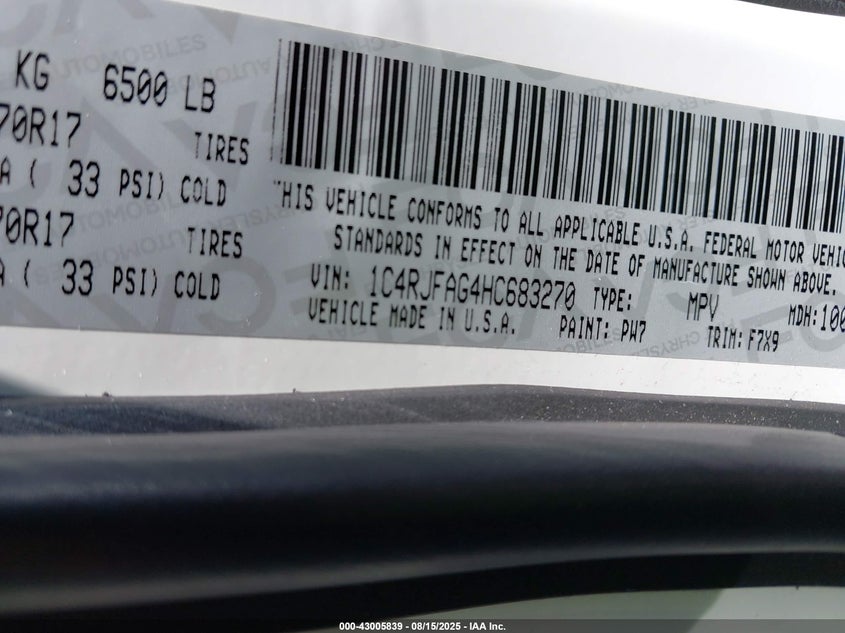 KG 6500 LB
70R17 TIRES
A ( 33 PSI) COLD
70R17 TIRES
A ( 33 PSI) COLD
THIS VEHICLE CONFORMS TO ALL APPLICABLE U.S.A. FEDERAL MOTOR VEHIC
STANDARDS IN EFFECT ON THE DATE OF MANUFACTURE SHOWN ABOVE.
VIN: 1C4RJFAG4HC683270 TYPE: MPV MDH:100
VEHICLE MADE IN U.S.A. PAINT: PW7 TRIM: F7X9
000-43005839 - 08/15/2025 - IAA Inc.